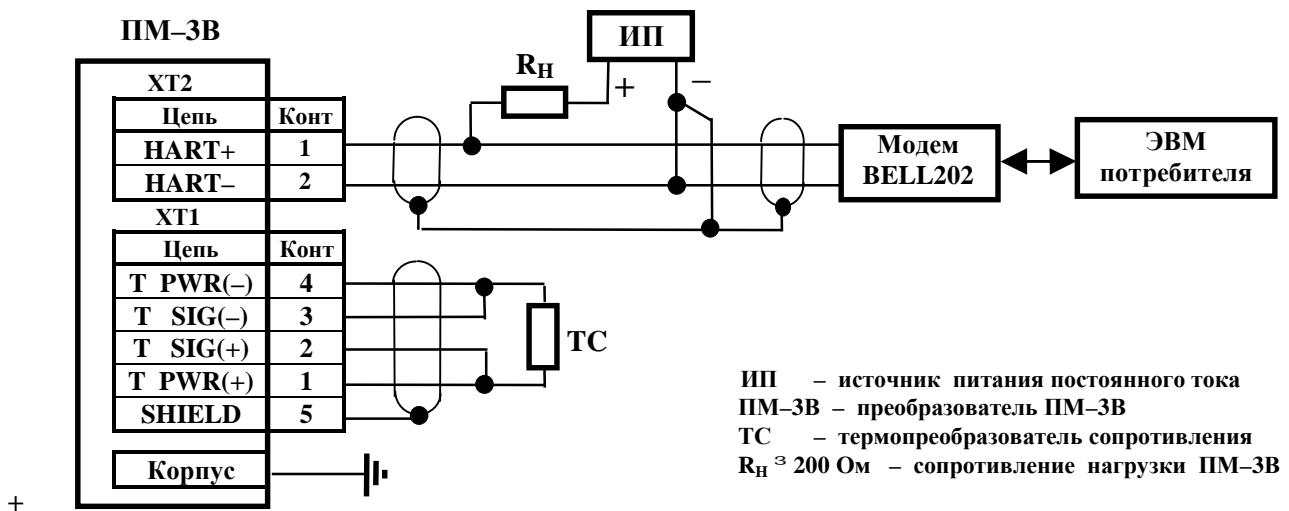 ПМ–3В
ИП
XT2
RН
+
–
Цепь Конт
HART+ 1
HART– 2
Модем
BELL202
ЭВМ
потребителя
XT1
Цепь Конт
T PWR(–) 4
T SIG(–) 3
T SIG(+) 2
T PWR(+) 1
SHIELD 5
ТС
Корпус
ИП – источник питания постоянного тока
ПМ–3В – преобразователь ПМ–3В
ТС – термопреобразователь сопротивления
RН ³ 200 Ом – сопротивление нагрузки ПМ–3В
+